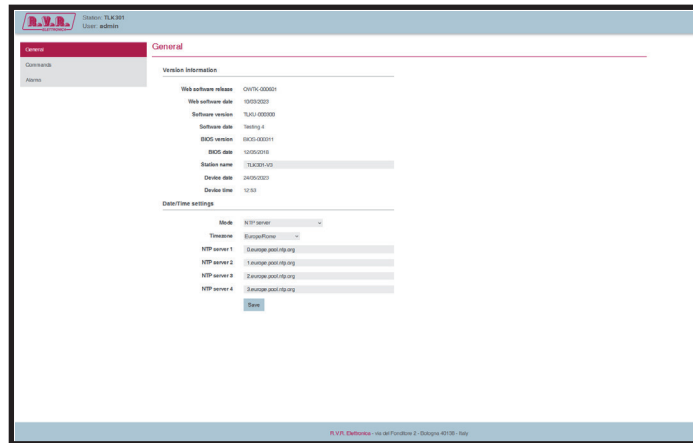 R.V.R.
ELETTRONICA
Station: TLK301
User: admin
General
Commands
Alarms
General
Version information
Web software release OWTK-000601
Web software date 10/03/2023
Software version TLKU-000300
Software date Testing 4
BIOS version BIOS-000011
BIOS date 12/05/2018
Station name TLK301-V3
Device date 24/05/2023
Device time 12:53
Date/Time settings
Mode NTP server
Timezone Europe/Rome
NTP server 1 0.europe.pool.ntp.org
NTP server 2 1.europe.pool.ntp.org
NTP server 3 2.europe.pool.ntp.org
NTP server 4 3.europe.pool.ntp.org
Save
R.V.R. Elettronica - via del Fonditore 2 - Bologna 40138 - Italy